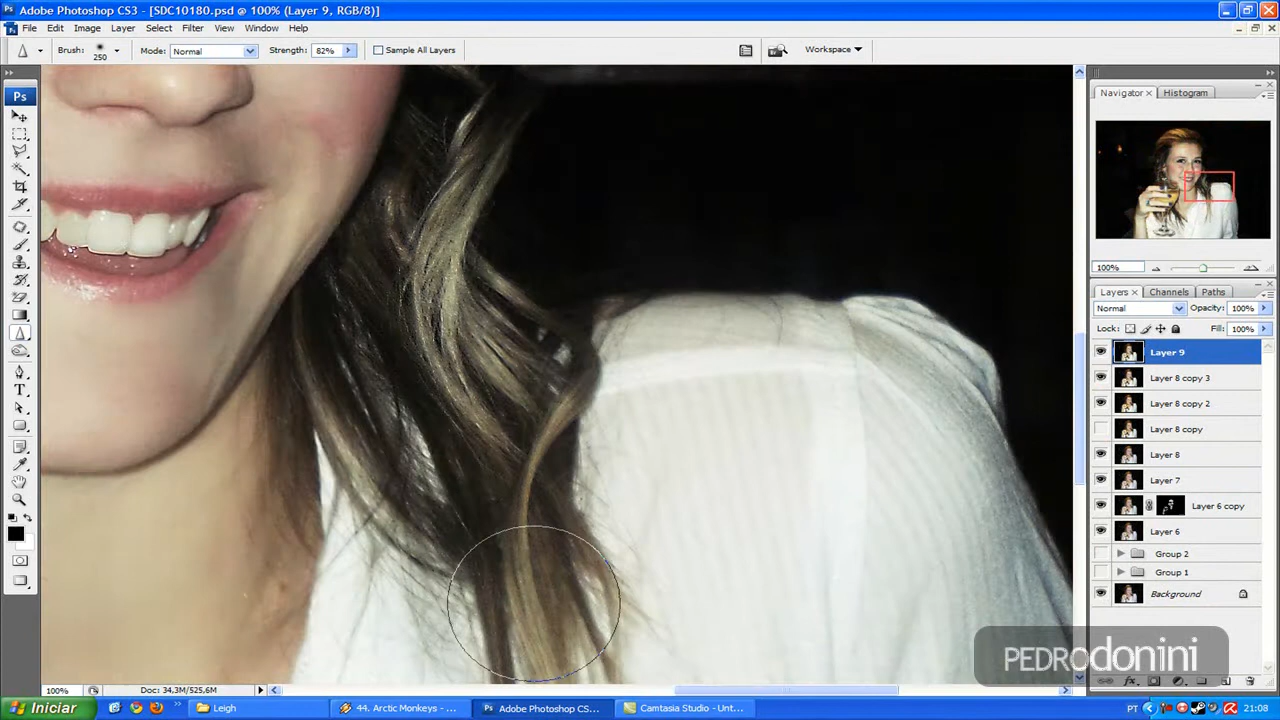 Adobe Photoshop CS3 - [SDC10180.psd @ 100% (Layer 9, RGB/8)]
File Edit Image Layer Select Filter View Window Help
Brush: 250 Mode: Normal Strength: 82% Sample All Layers Workspace
Ps
Navigator Histogram
100%
Layers Channels Paths
Normal Opacity: 100%
Lock: Fill: 100%
Layer 9
Layer 8 copy 3
Layer 8 copy 2
Layer 8 copy
Layer 8
Layer 7
Layer 6 copy
Layer 6
Group 2
Group 1
Background
PEDROdonini
100% Doc: 34,3M/525,6M
Iniciar Leigh 44. Arctic Monkeys - ... Adobe Photoshop CS... Camtasia Studio - Unt... PT 21:08